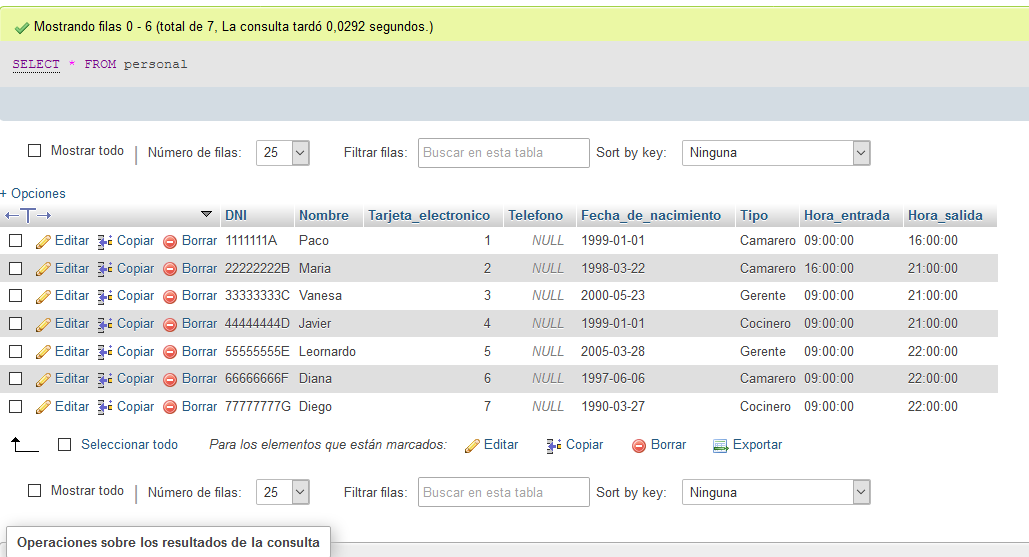 Mostrando filas 0 - 6 (total de 7, La consulta tardó 0,0292 segundos.)
SELECT * FROM personal
Mostrar todo | Número de filas: 25 Filtrar filas: Buscar en esta tabla Sort by key: Ninguna
+ Opciones
←T→ DNI Nombre Tarjeta_electronico Telefono Fecha_de_nacimiento Tipo Hora_entrada Hora_salida
Editar Copiar Borrar 1111111A Paco 1 NULL 1999-01-01 Camarero 09:00:00 16:00:00
Editar Copiar Borrar 22222222B Maria 2 NULL 1998-03-22 Camarero 16:00:00 21:00:00
Editar Copiar Borrar 33333333C Vanesa 3 NULL 2000-05-23 Gerente 09:00:00 21:00:00
Editar Copiar Borrar 44444444D Javier 4 NULL 1999-01-01 Cocinero 09:00:00 21:00:00
Editar Copiar Borrar 55555555E Leornardo 5 NULL 2005-03-28 Gerente 09:00:00 22:00:00
Editar Copiar Borrar 66666666F Diana 6 NULL 1997-06-06 Camarero 09:00:00 22:00:00
Editar Copiar Borrar 77777777G Diego 7 NULL 1990-03-27 Cocinero 09:00:00 22:00:00
Seleccionar todo Para los elementos que están marcados: Editar Copiar Borrar Exportar
Mostrar todo | Número de filas: 25 Filtrar filas: Buscar en esta tabla Sort by key: Ninguna
Operaciones sobre los resultados de la consulta